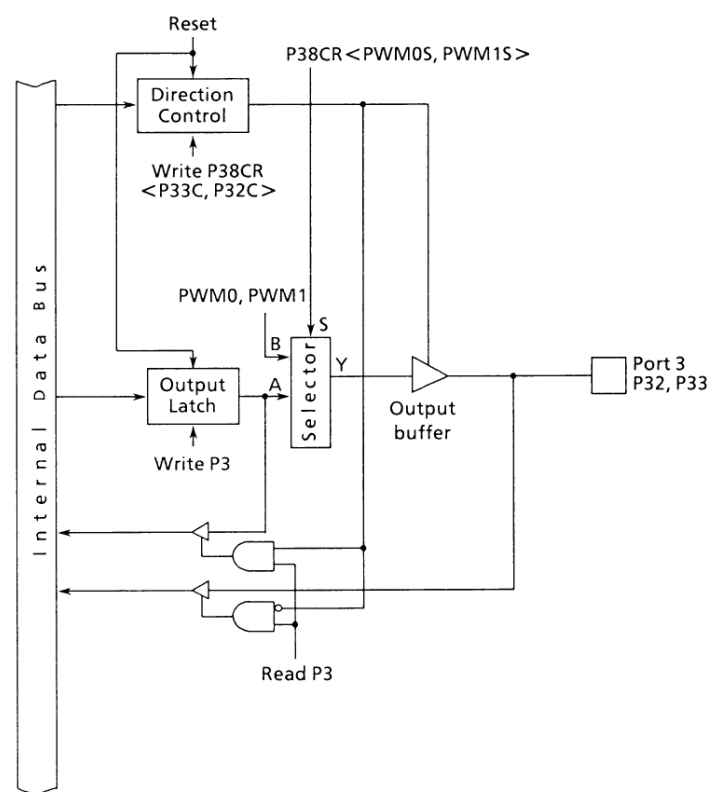 Reset
P38CR <PWM0S, PWM1S>
Direction
Control
Write P38CR
<P33C, P32C>
Internal Data Bus
PWM0, PWM1
S
B
Selector
Y
Port 3
P32, P33
Output
Latch
A
Output
buffer
Write P3
Read P3